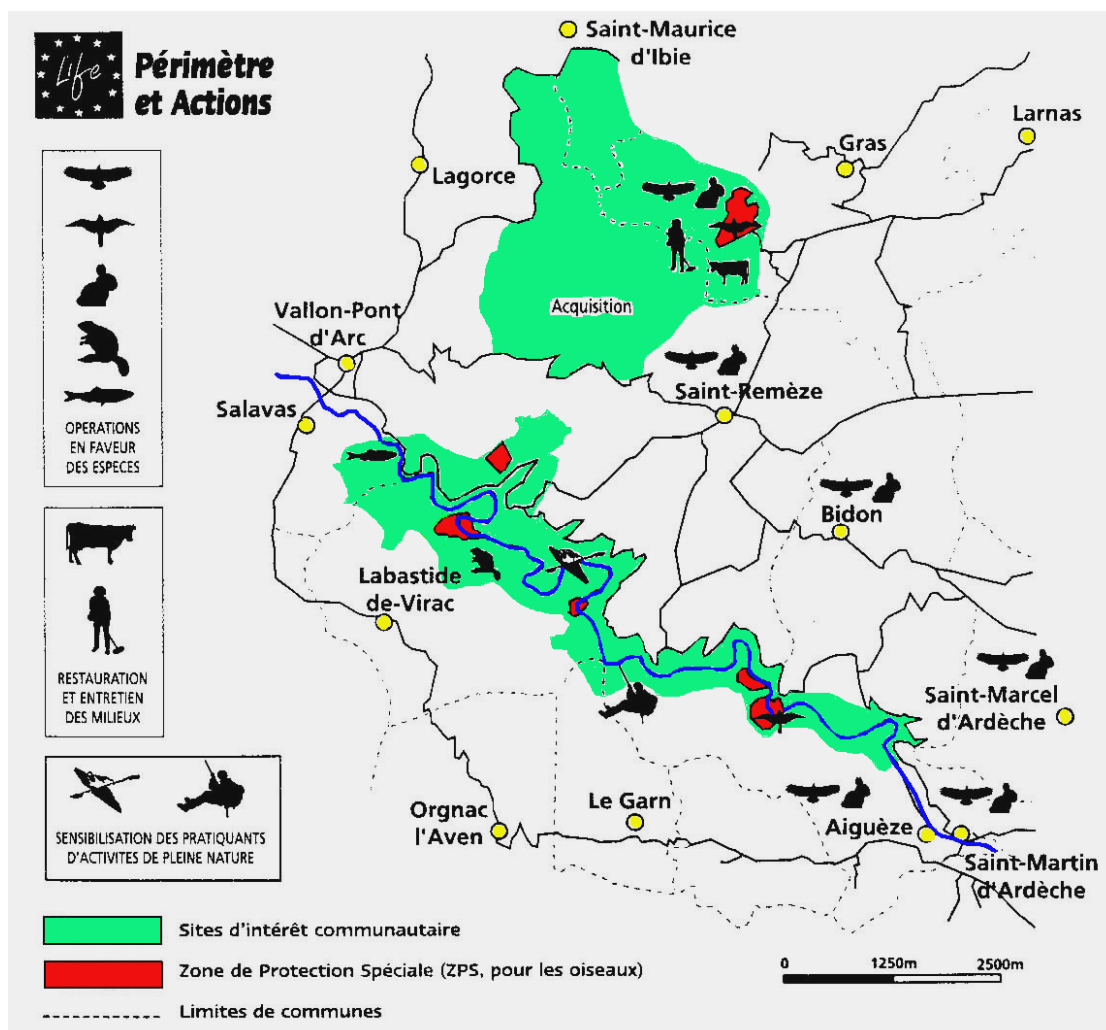 Life
Périmètre
et Actions
OPERATIONS
EN FAVEUR
DES ESPECES
RESTAURATION
ET ENTRETIEN
DES MILIEUX
SENSIBILISATION DES PRATIQUANTS
D'ACTIVITES DE PLEINE NATURE
Saint-Maurice
d'Ibie
Larnas
Gras
Lagorce
Acquisition
Vallon-Pont
d'Arc
Saint-Remèze
Salavas
Bidon
Labastide
de-Virac
Saint-Marcel
d'Ardèche
Orgnac
l'Aven
Le Garn
Aiguèze
Saint-Martin
d'Ardèche
Sites d'intérêt communautaire
Zone de Protection Spéciale (ZPS, pour les oiseaux)
Limites de communes
0 1250m 2500m